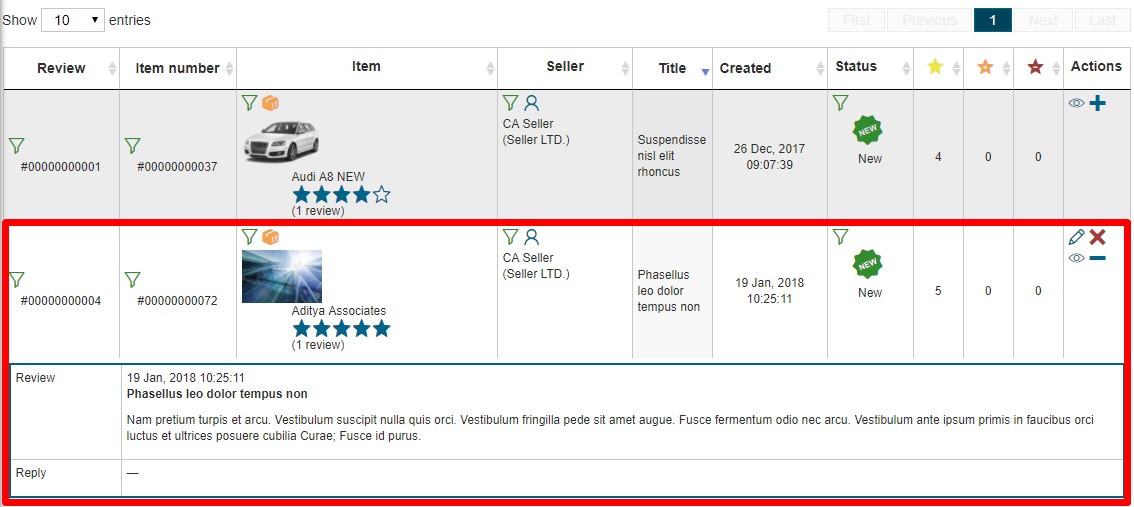 Show 10 entries
First Previous 1 Next Last
Review Item number Item Seller Title Created Status Actions
#00000000001
#00000000037
Audi A8 NEW
(1 review)
CA Seller
(Seller LTD.)
Suspendisse
nisl elit
rhoncus
26 Dec, 2017
09:07:39
NEW
New
4
0
0
#00000000004
#00000000072
Aditya Associates
(1 review)
CA Seller
(Seller LTD.)
Phasellus
leo dolor
tempus non
19 Jan, 2018
10:25:11
NEW
New
5
0
0
Review
19 Jan, 2018 10:25:11
Phasellus leo dolor tempus non
Nam pretium turpis et arcu. Vestibulum suscipit nulla quis orci. Vestibulum fringilla pede sit amet augue. Fusce fermentum odio nec arcu. Vestibulum ante ipsum primis in faucibus orci
luctus et ultrices posuere cubilia Curae; Fusce id purus.
Reply
—